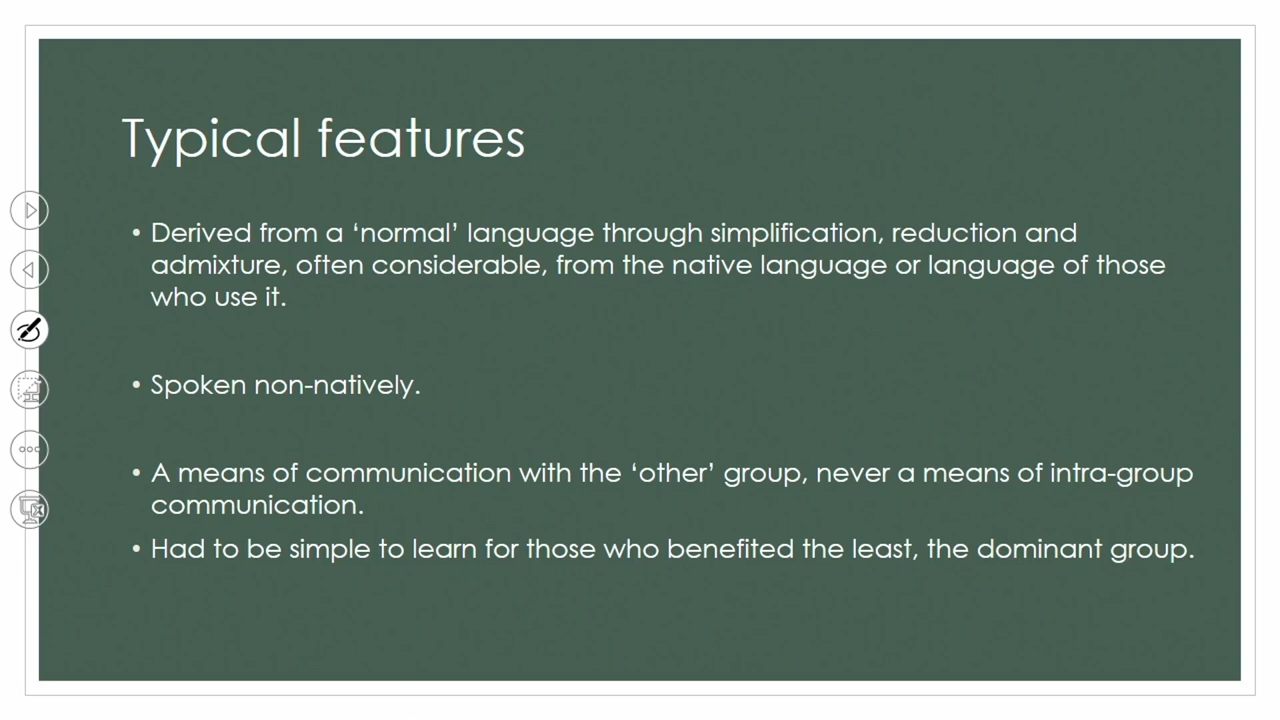 Typical features
• Derived from a ‘normal’ language through simplification, reduction and
admixture, often considerable, from the native language or language of those
who use it.
• Spoken non-natively.
• A means of communication with the ‘other’ group, never a means of intra-group
communication.
• Had to be simple to learn for those who benefited the least, the dominant group.